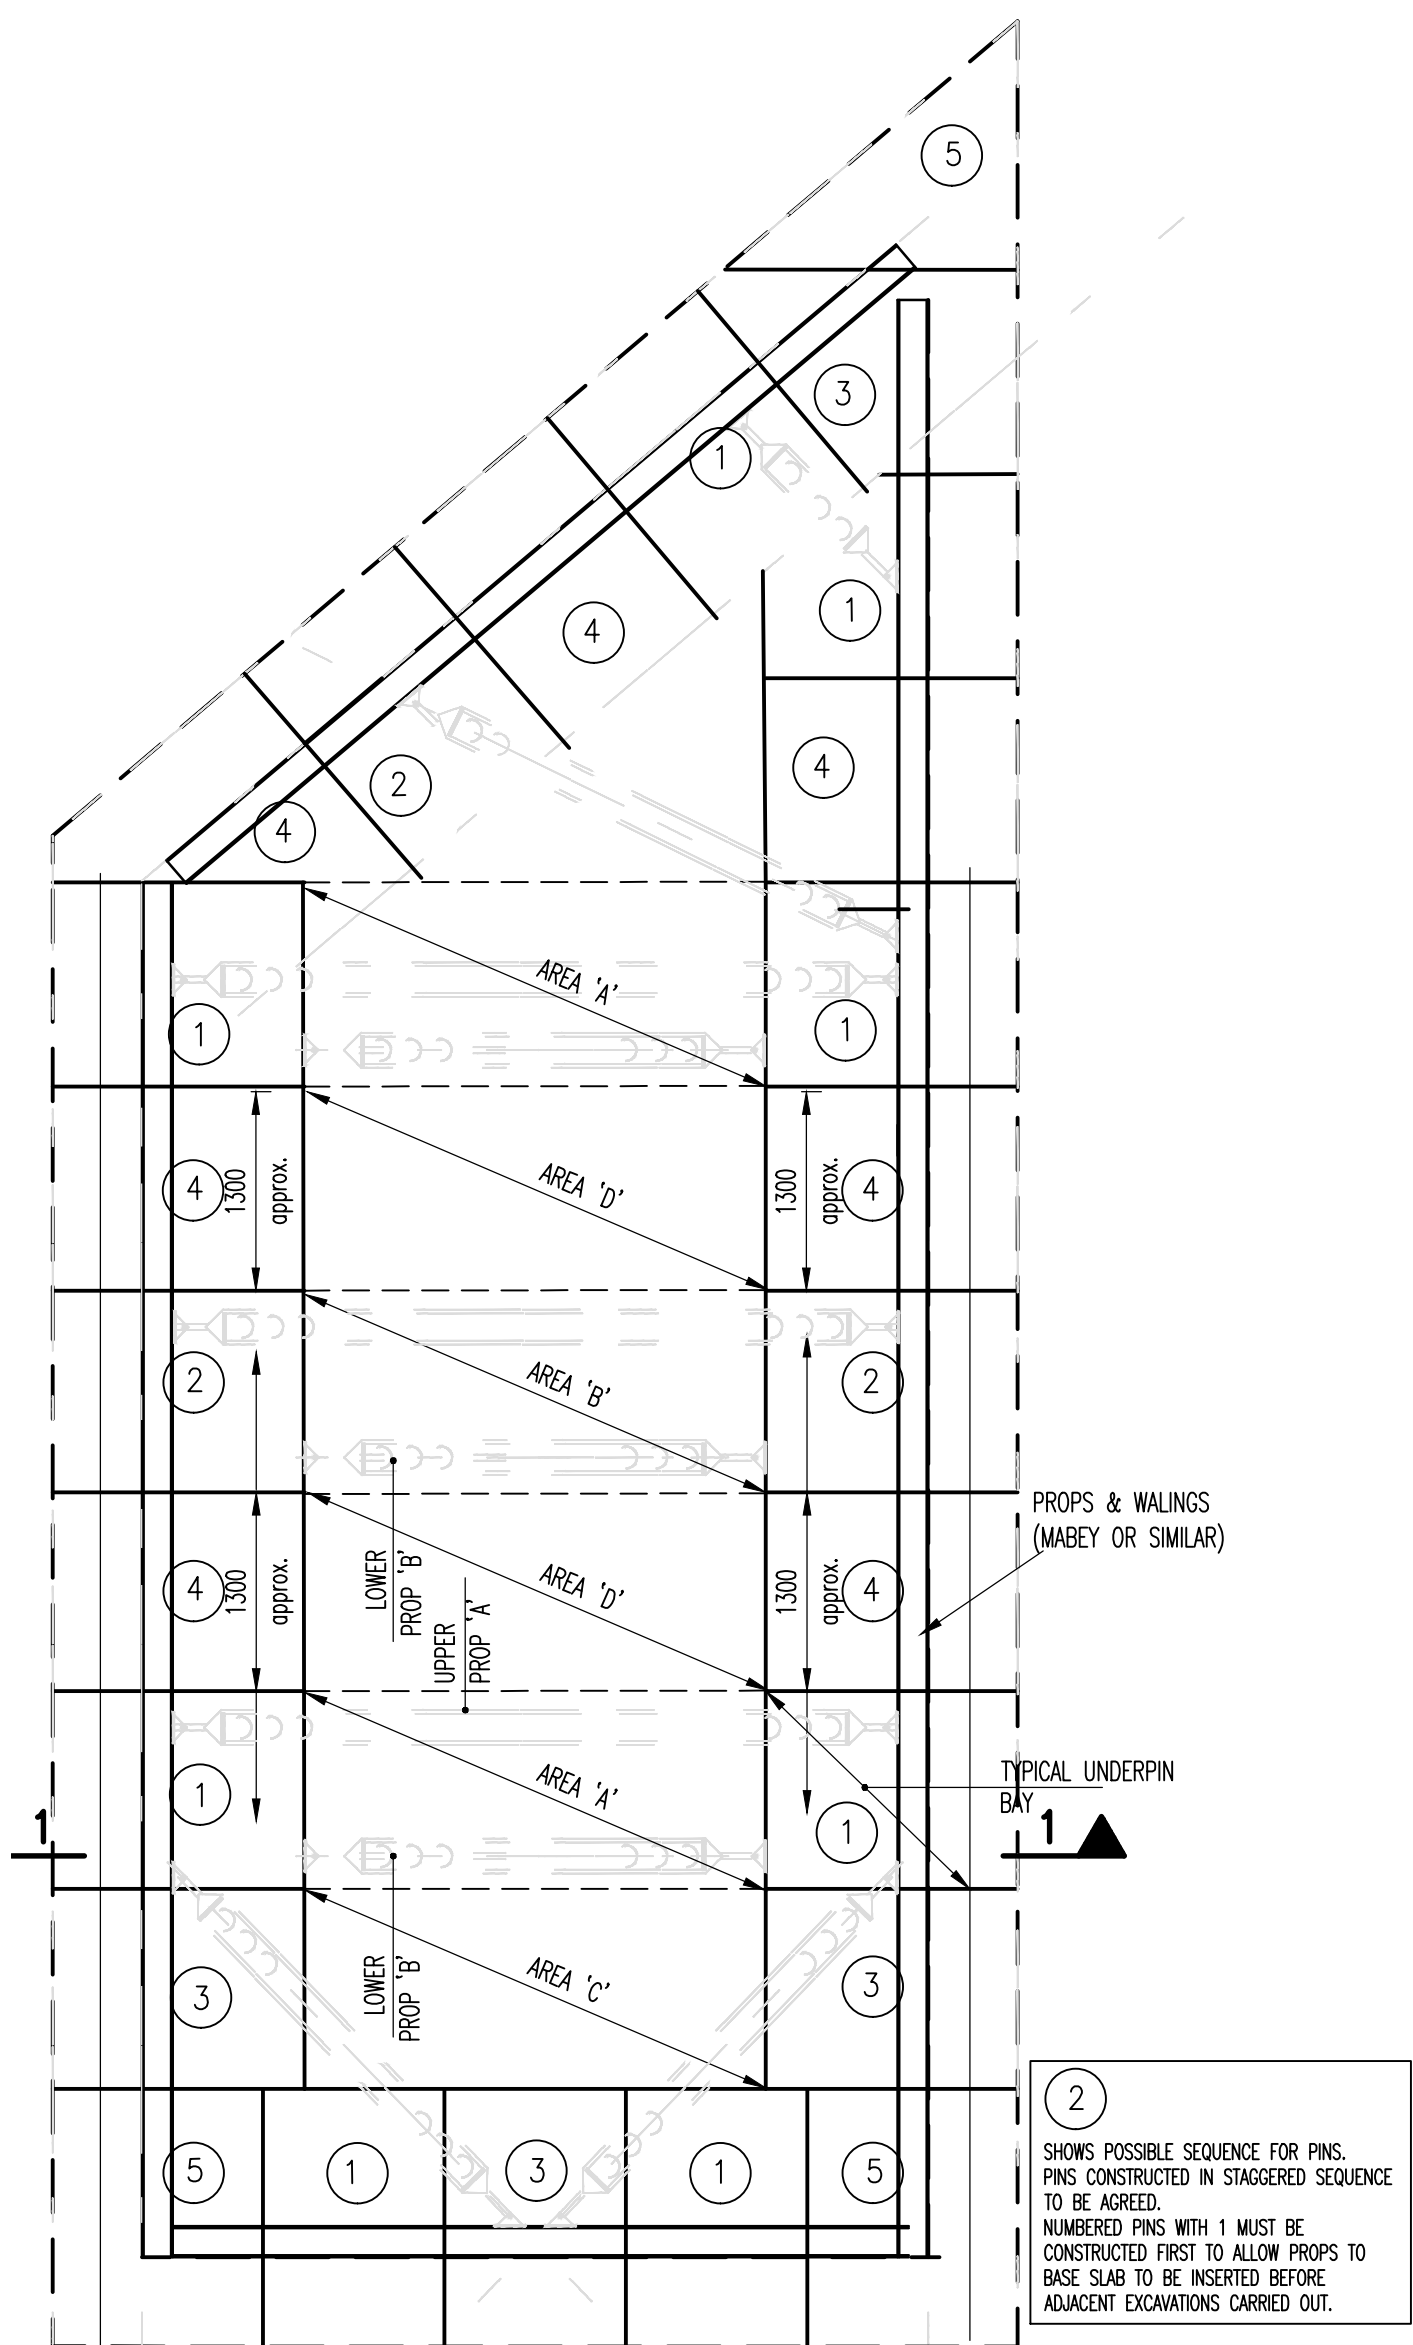 5
3
1
4
1
4
2
4
AREA 'A'
1
1
4
1300
approx.
AREA 'D'
1300
approx.
4
2
AREA 'B'
2
PROPS & WALINGS
(MABEY OR SIMILAR)
4
1300
approx.
LOWER
PROP 'B'
UPPER
PROP 'A'
AREA 'D'
1300
approx.
4
1
AREA 'A'
1
TYPICAL UNDERPIN
BAY
1
1
3
LOWER
PROP 'B'
AREA 'C'
3
5
1
3
1
5
2
SHOWS POSSIBLE SEQUENCE FOR PINS.
PINS CONSTRUCTED IN STAGGERED SEQUENCE
TO BE AGREED.
NUMBERED PINS WITH 1 MUST BE
CONSTRUCTED FIRST TO ALLOW PROPS TO
BASE SLAB TO BE INSERTED BEFORE
ADJACENT EXCAVATIONS CARRIED OUT.